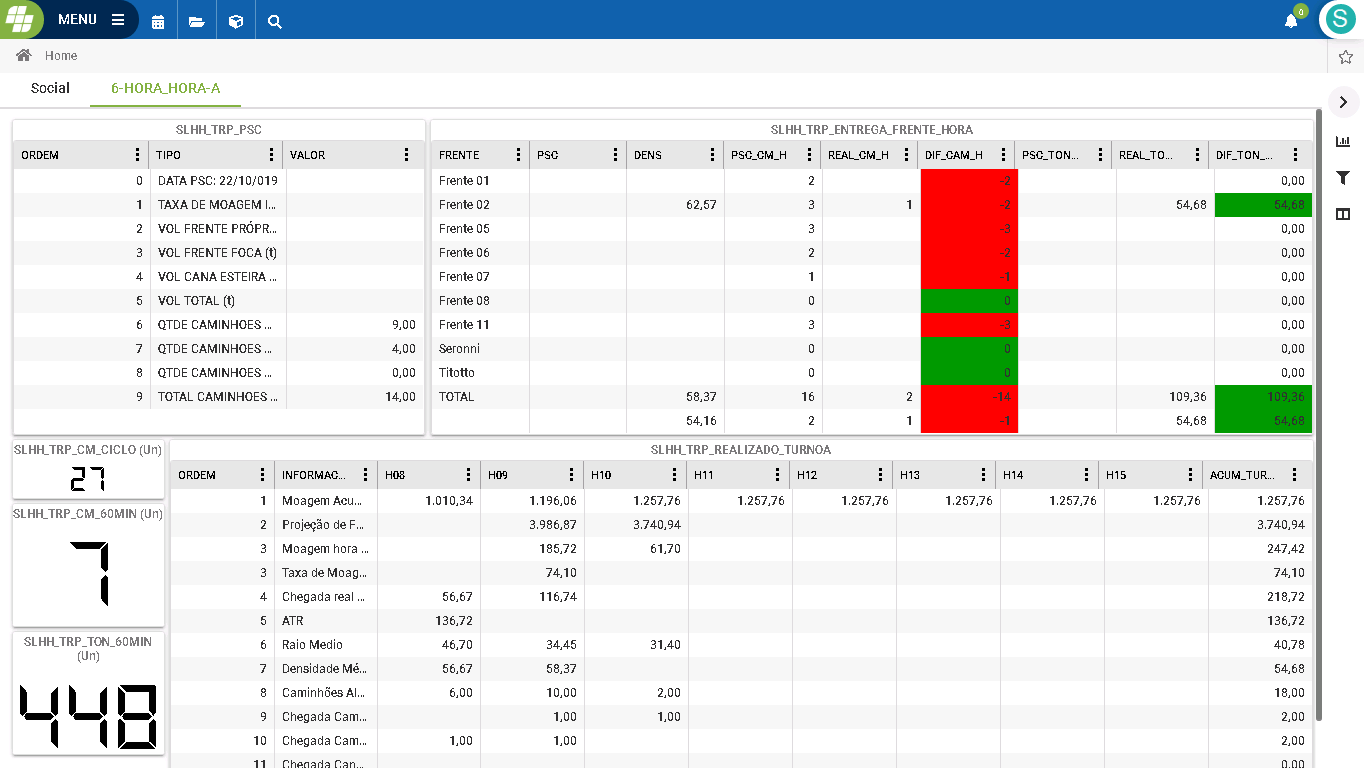 MENU
0
S
Home
Social 6-HORA_HORA-A
SLHH_TRP_PSC
ORDEM TIPO VALOR
0 DATA PSC: 22/10/019
1 TAXA DE MOAGEM I...
2 VOL FRENTE PRÓPR...
3 VOL FRENTE FOCA (t)
4 VOL CANA ESTEIRA ...
5 VOL TOTAL (t)
6 QTDE CAMINHOES ... 9,00
7 QTDE CAMINHOES ... 4,00
8 QTDE CAMINHOES ... 0,00
9 TOTAL CAMINHOES ... 14,00
SLHH_TRP_ENTREGA_FRENTE_HORA
FRENTE PSC DENS PSC_CM_H REAL_CM_H DIF_CAM_H PSC_TON... REAL_TO... DIF_TON_...
Frente 01 2 -2 0,00
Frente 02 62,57 3 1 -2 54,68 54,68
Frente 05 3 -3 0,00
Frente 06 2 -2 0,00
Frente 07 1 -1 0,00
Frente 08 0 0 0,00
Frente 11 3 -3 0,00
Seronni 0 0 0,00
Titotto 0 0 0,00
TOTAL 58,37 16 2 -14 109,36 109,36
54,16 2 1 -1 54,68 54,68
SLHH_TRP_CM_CICLO (Un)
27
SLHH_TRP_CM_60MIN (Un)
7
SLHH_TRP_TON_60MIN
(Un)
448
SLHH_TRP_REALIZADO_TURNOA
ORDEM INFORMAC... H08 H09 H10 H11 H12 H13 H14 H15 ACUM_TUR...
1 Moagem Acu... 1.010,34 1.196,06 1.257,76 1.257,76 1.257,76 1.257,76 1.257,76 1.257,76 1.257,76
2 Projeção de F... 3.986,87 3.740,94 3.740,94
3 Moagem hora ... 185,72 61,70 247,42
3 Taxa de Moag... 74,10 74,10
4 Chegada real ... 56,67 116,74 218,72
5 ATR 136,72 136,72
6 Raio Medio 46,70 34,45 31,40 40,78
7 Densidade Mé... 56,67 58,37 54,68
8 Caminhões Al... 6,00 10,00 2,00 18,00
9 Chegada Cam... 1,00 1,00 2,00
10 Chegada Cam... 1,00 1,00 2,00
11 Chegada Can... 0,00